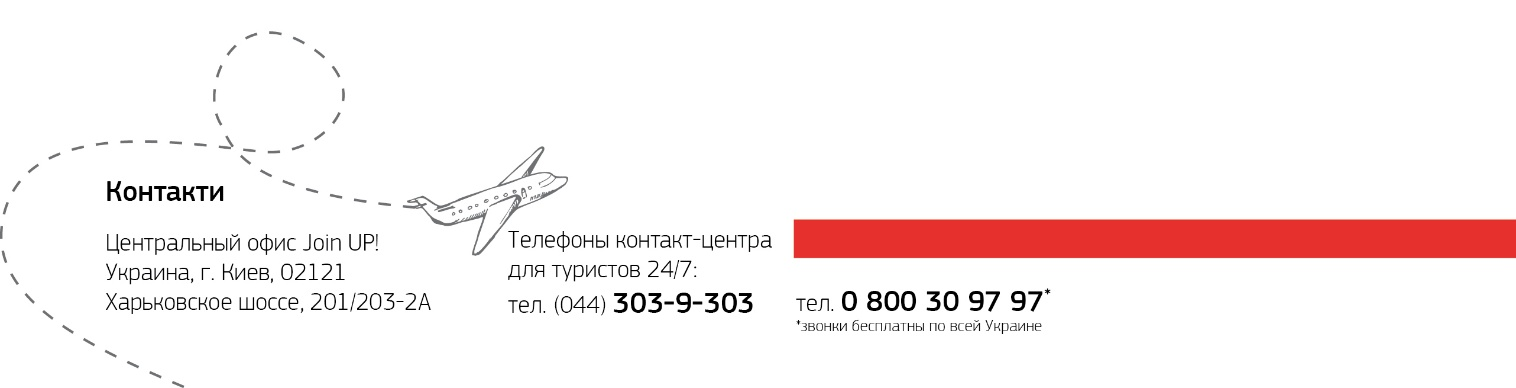 Контакти
Центральный офис Join UP!
Украина, г. Киев, 02121
Харьковское шоссе, 201/203-2А
Телефоны контакт-центра
для туристов 24/7:
тел. (044) 303-9-303
тел. 0 800 30 97 97*
*звонки бесплатны по всей Украине